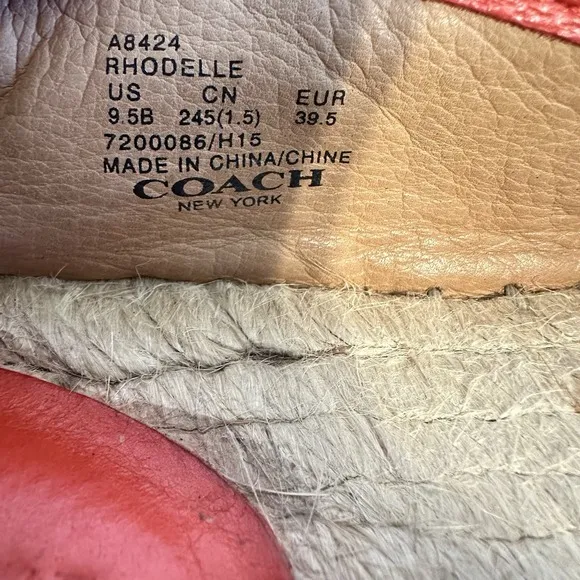 A8424
RHODELLE
US CN EUR
9.5B 245(1.5) 39.5
7200086/H15
MADE IN CHINA/CHINE
COACH
NEW YORK